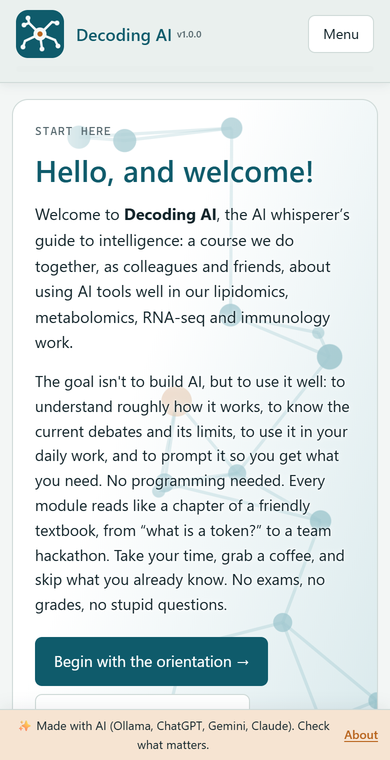 Decoding AI v1.0.0
Menu
START HERE
Hello, and welcome!
Welcome to Decoding AI, the AI whisperer’s
guide to intelligence: a course we do
together, as colleagues and friends, about
using AI tools well in our lipidomics,
metabolomics, RNA-seq and immunology
work.
The goal isn't to build AI, but to use it well: to
understand roughly how it works, to know the
current debates and its limits, to use it in your
daily work, and to prompt it so you get what
you need. No programming needed. Every
module reads like a chapter of a friendly
textbook, from “what is a token?” to a team
hackathon. Take your time, grab a coffee, and
skip what you already know. No exams, no
grades, no stupid questions.
Begin with the orientation →
✨ Made with AI (Ollama, ChatGPT, Gemini, Claude). Check
what matters.
About